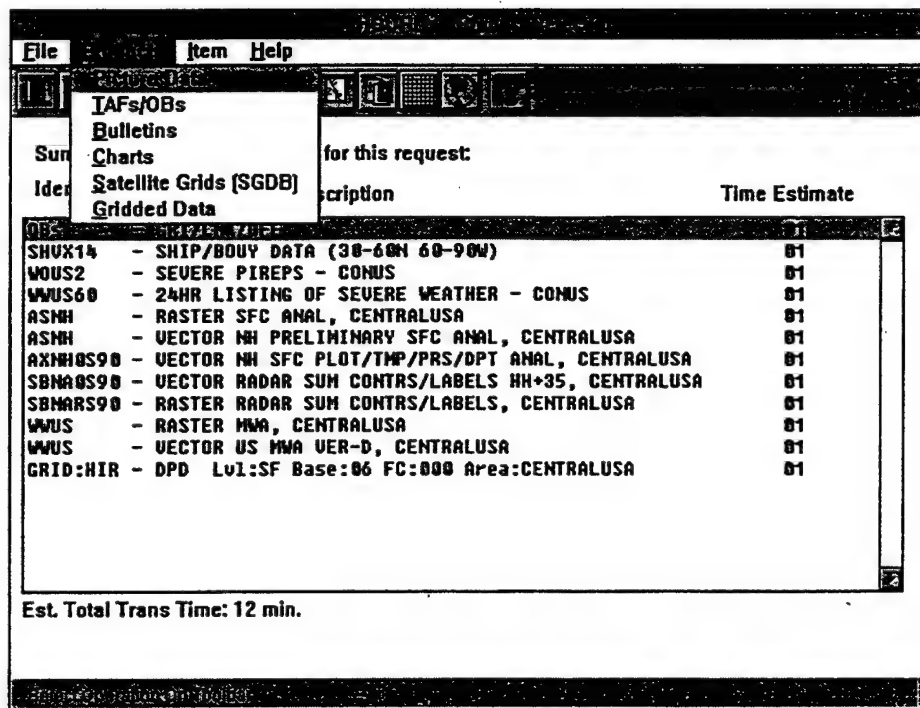 File Item Help
TAFs/OBs
Bulletins
Charts
Satellite Grids (SGDB)
Gridded Data
Sum for this request:
Iden scription Time Estimate
SHVX14 - SHIP/BOUY DATA (30-60N 60-90W) 01
WOUS2 - SEVERE PIREPS - CONUS 01
WWUS60 - 24HR LISTING OF SEVERE WEATHER - CONUS 01
ASNH - RASTER SFC ANAL, CENTRALUSA 01
ASNH - VECTOR NH PRELIMINARY SFC ANAL, CENTRALUSA 01
AXNH0S90 - VECTOR NH SFC PLOT/TMP/PRS/DPT ANAL, CENTRALUSA 01
SBNA0S90 - VECTOR RADAR SUM CONTRS/LABELS HH+35, CENTRALUSA 01
SBNARS90 - RASTER RADAR SUM CONTRS/LABELS, CENTRALUSA 01
WWUS - RASTER MWA, CENTRALUSA 01
WWUS - VECTOR US MWA VER-D, CENTRALUSA 01
GRID:HIR - DPD Lvl:SF Base:06 FC:000 Area:CENTRALUSA 01
Est. Total Trans Time: 12 min.